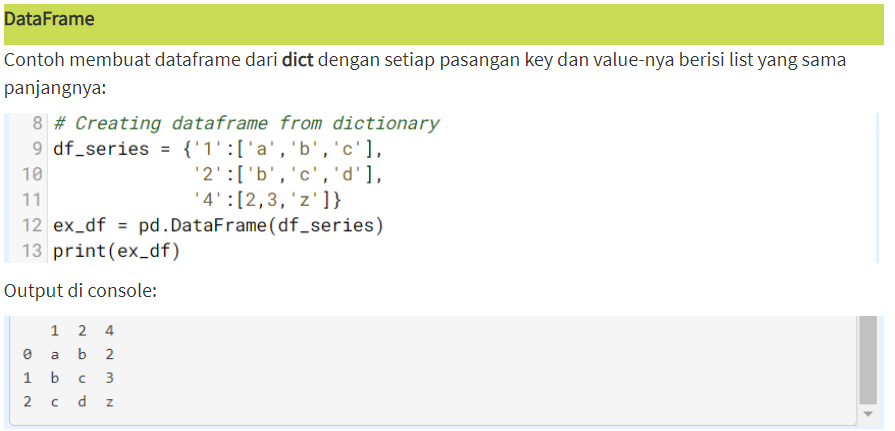 DataFrame
Contoh membuat dataframe dari dict dengan setiap pasangan key dan value-nya berisi list yang sama
panjangnya:
8 # Creating dataframe from dictionary
9 df_series = {'1':['a','b','c'],
10 '2':['b','c','d'],
11 '4':[2,3,'z']}
12 ex_df = pd.DataFrame(df_series)
13 print(ex_df)
Output di console:
1 2 4
0 a b 2
1 b c 3
2 c d z